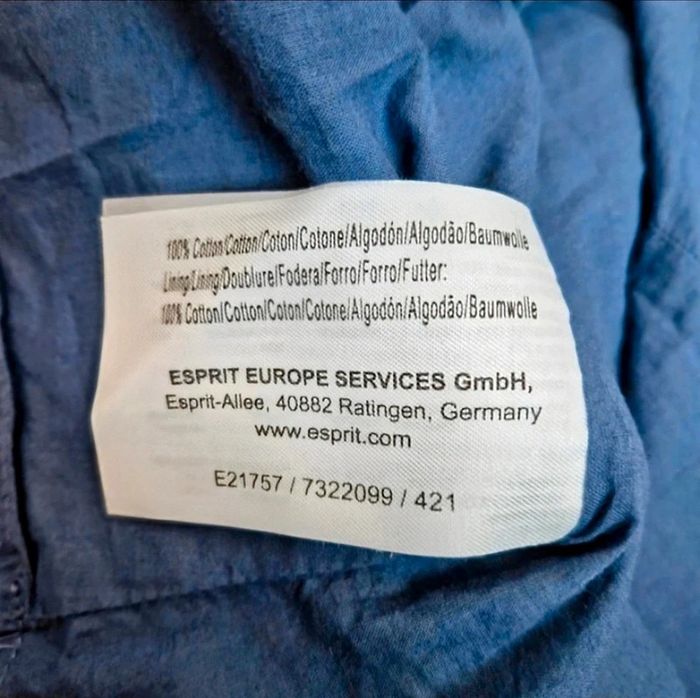 100% Cotton/Cotton/Coton/Cotone/Algodón/Algodão/Baumwolle
Lining/Lining/Doublure/Fodera/Forro/Forro/Futter:
100% Cotton/Cotton/Coton/Cotone/Algodón/Algodão/Baumwolle
ESPRIT EUROPE SERVICES GmbH,
Esprit-Allee, 40882 Ratingen, Germany
www.esprit.com
E21757 / 7322099 / 421